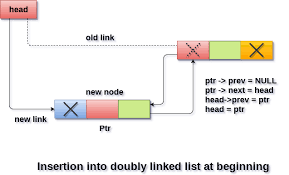 head
old link
new node
ptr -> prev = NULL
ptr -> next = head
head->prev = ptr
head = ptr
new link
Ptr
Insertion into doubly linked list at beginning